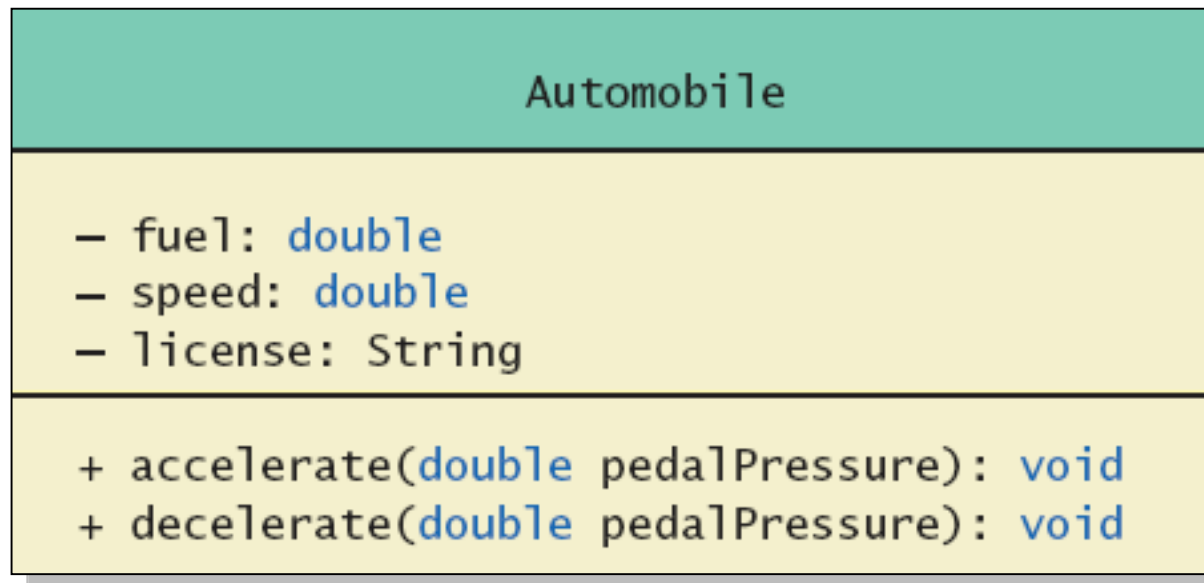 Automobile
– fuel: double
– speed: double
– license: String
+ accelerate(double pedalPressure): void
+ decelerate(double pedalPressure): void